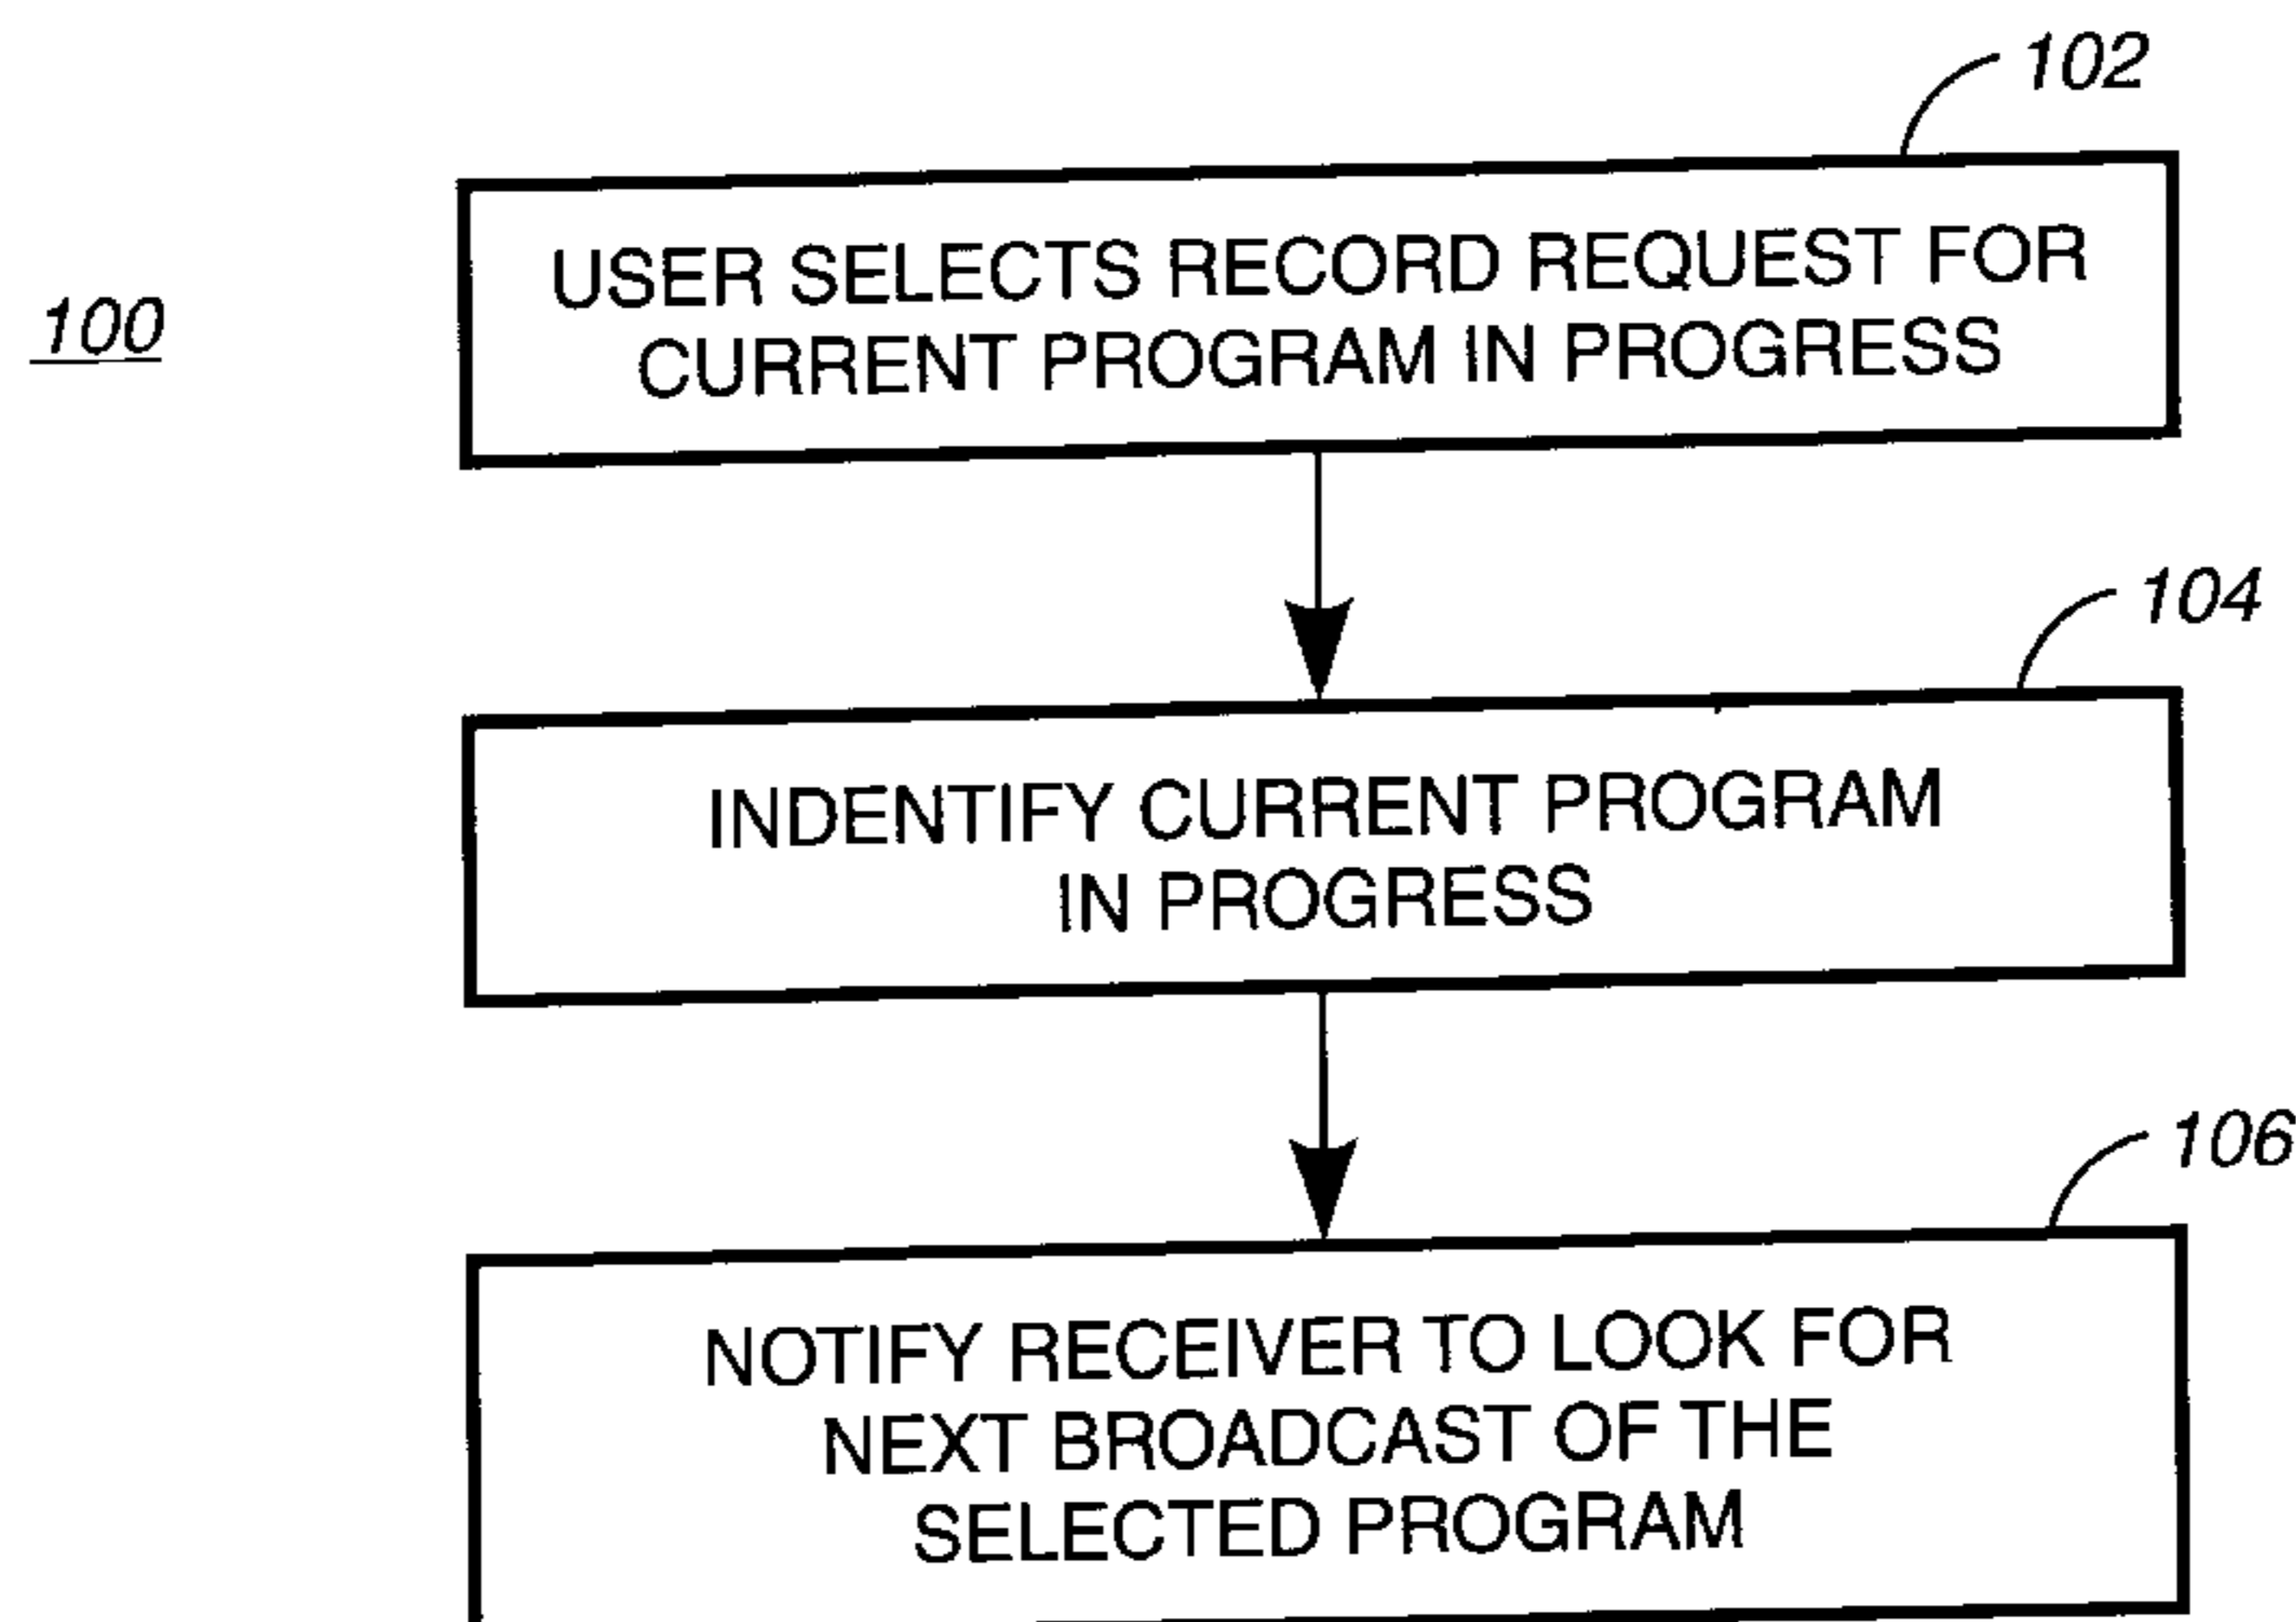 102
USER SELECTS RECORD REQUEST FOR
CURRENT PROGRAM IN PROGRESS
100
104
INDENTIFY CURRENT PROGRAM
IN PROGRESS
106
NOTIFY RECEIVER TO LOOK FOR
NEXT BROADCAST OF THE
SELECTED PROGRAM